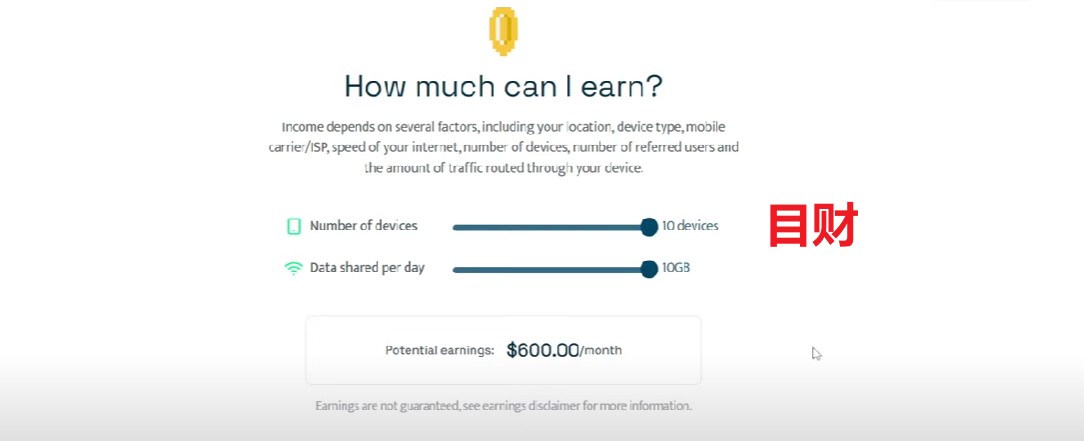 How much can I earn?
Income depends on several factors, including your location, device type, mobile
carrier/ISP, speed of your internet, number of devices, number of referred users and
the amount of traffic routed through your device.
Number of devices 10 devices
目财
Data shared per day 10GB
Potential earnings: $600.00/month
Earnings are not guaranteed, see earnings disclaimer for more information.